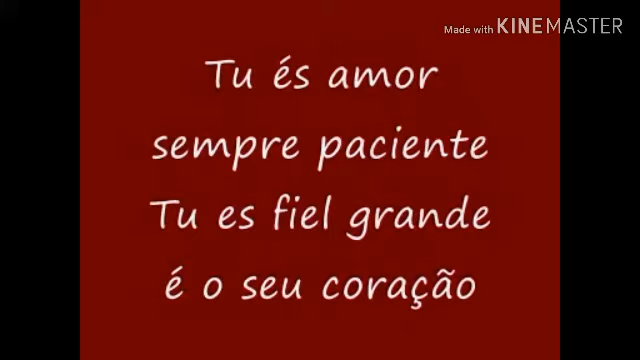 Made with KINEMASTER
Tu és amor
sempre paciente
Tu es fiel grande
é o seu coração